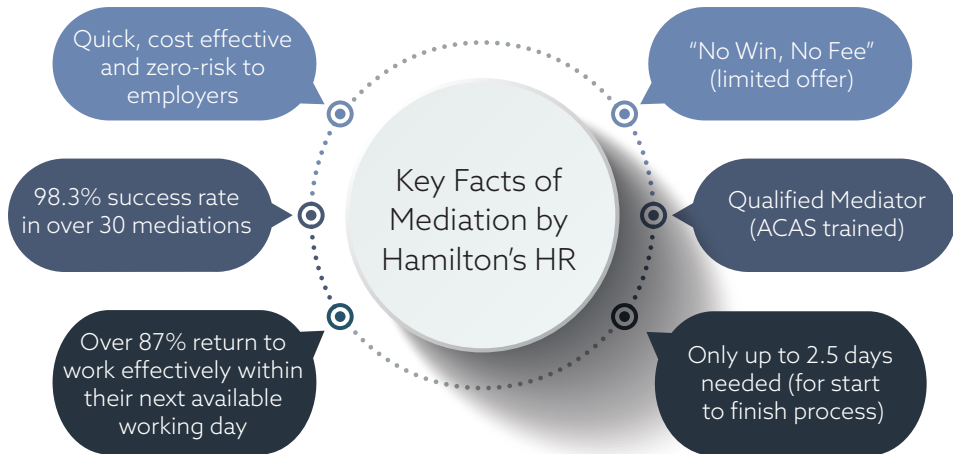 Key Facts of
Mediation by
Hamilton’s HR
Quick, cost effective
and zero-risk to
employers
98.3% success rate
in over 30 mediations
Over 87% return to
work effectively within
their next available
working day
“No Win, No Fee”
(limited offer)
Qualified Mediator
(ACAS trained)
Only up to 2.5 days
needed (for start
to finish process)